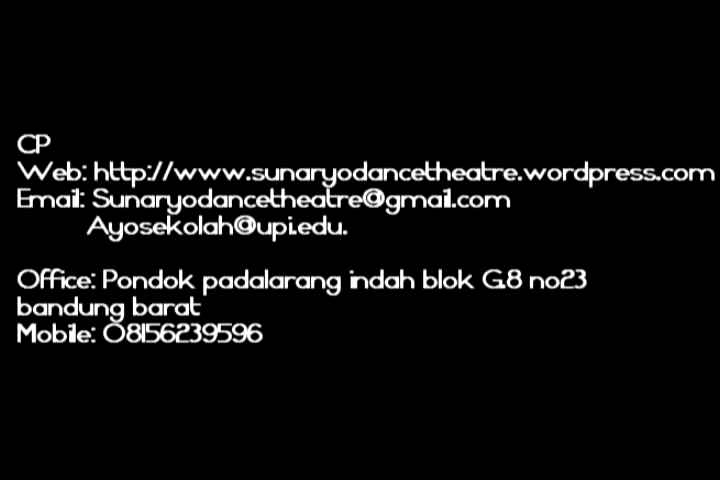 CP
Web: http://www.sunaryodancetheatre.wordpress.com
Email: Sunaryodancetheatre@gmail.com
Ayosekolah@upi.edu.
Office: Pondok padalarang indah blok G.8 no23
bandung barat
Mobile: 08156239596